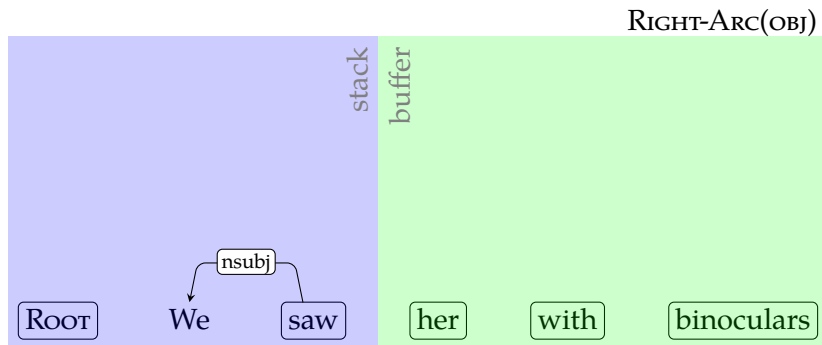 Right-Arc(obj)
stack
buffer
nsubj
Root We saw her with binoculars